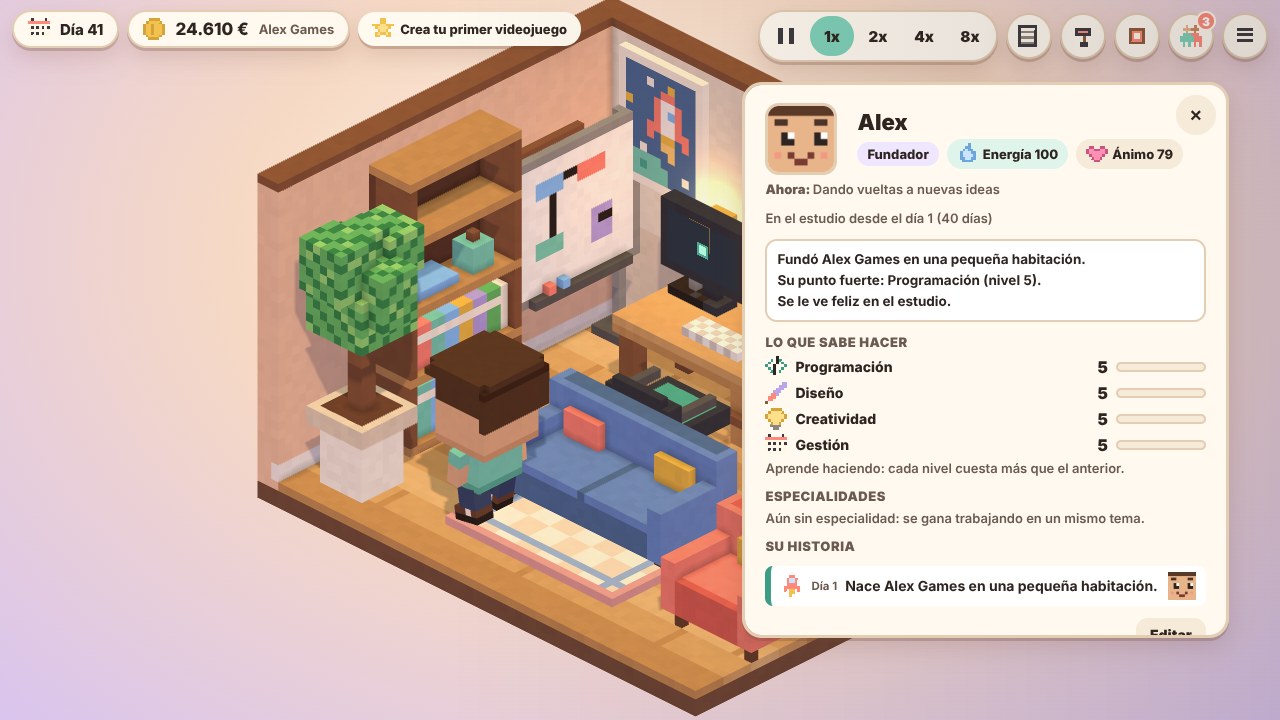 Día 41
24.610 € Alex Games
Crea tu primer videojuego
1x 2x 4x 8x
3
Alex
×
Fundador
Energía 100
Ánimo 79
Ahora: Dando vueltas a nuevas ideas
En el estudio desde el día 1 (40 días)
Fundó Alex Games en una pequeña habitación.
Su punto fuerte: Programación (nivel 5).
Se le ve feliz en el estudio.
LO QUE SABE HACER
Programación 5
Diseño 5
Creatividad 5
Gestión 5
Aprende haciendo: cada nivel cuesta más que el anterior.
ESPECIALIDADES
Aún sin especialidad: se gana trabajando en un mismo tema.
SU HISTORIA
Día 1 Nace Alex Games en una pequeña habitación.
Editar